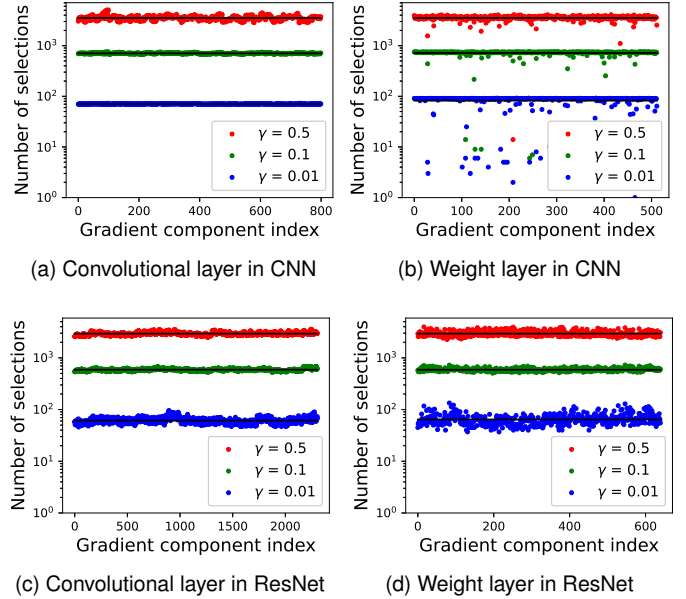 Number of selections
10³
10²
10¹
10⁰
γ = 0.5
γ = 0.1
γ = 0.01
0 200 400 600 800
Gradient component index
(a) Convolutional layer in CNN
Number of selections
10³
10²
10¹
10⁰
γ = 0.5
γ = 0.1
γ = 0.01
0 100 200 300 400 500
Gradient component index
(b) Weight layer in CNN
Number of selections
10³
10²
10¹
10⁰
γ = 0.5
γ = 0.1
γ = 0.01
0 500 1000 1500 2000
Gradient component index
(c) Convolutional layer in ResNet
Number of selections
10³
10²
10¹
10⁰
γ = 0.5
γ = 0.1
γ = 0.01
0 200 400 600
Gradient component index
(d) Weight layer in ResNet